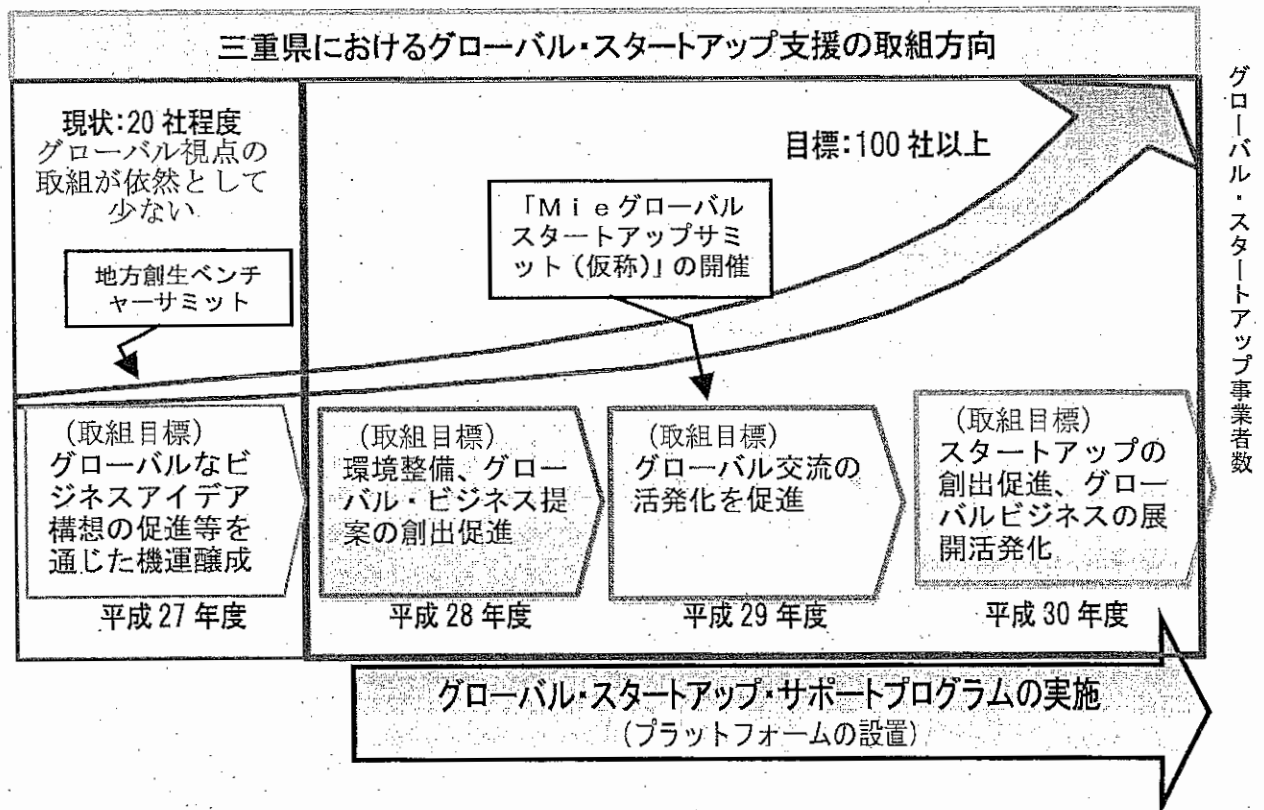 三重県におけるグローバル・スタートアップ支援の取組方向
現状:20社程度
グローバル視点の
取組が依然として
少ない
地方創生ベンチ
ャーサミット
目標:100社以上
「Mieグローバル
スタートアップサミ
ット(仮称)」の開催
グローバル・スタートアップ事業者数
(取組目標)
グローバルなビ
ジネスアイデア
構想の促進等を
通じた機運醸成
平成27年度
(取組目標)
環境整備、グロー
バル・ビジネス提
案の創出促進
平成28年度
(取組目標)
グローバル交流の
活発化を促進
平成29年度
(取組目標)
スタートアップの
創出促進、グロー
バルビジネスの展
開活発化
平成30年度
グローバル・スタートアップ・サポートプログラムの実施
(プラットフォームの設置)